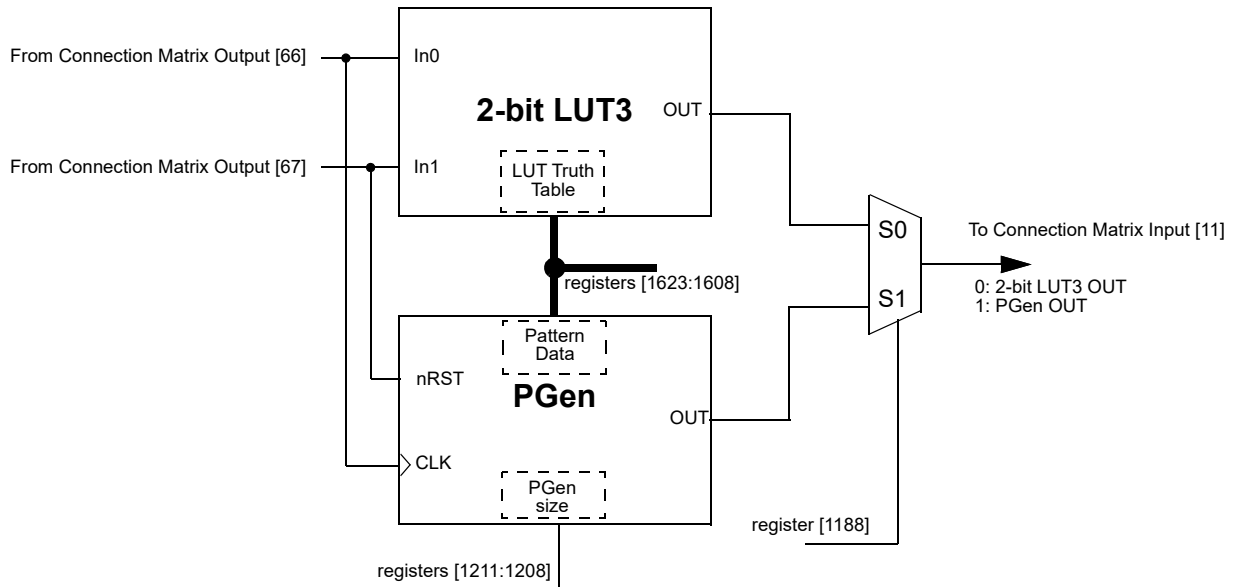 From Connection Matrix Output [66]
In0
2-bit LUT3
OUT
From Connection Matrix Output [67]
In1
LUT Truth
Table
S0
To Connection Matrix Input [11]
registers [1623:1608]
0: 2-bit LUT3 OUT
1: PGen OUT
S1
Pattern
Data
nRST
PGen
OUT
CLK
PGen
size
register [1188]
registers [1211:1208]